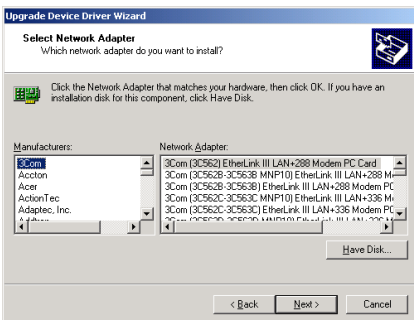 Upgrade Device Driver Wizard
Select Network Adapter
Which network adapter do you want to install?
Click the Network Adapter that matches your hardware, then click OK. If you have an
installation disk for this component, click Have Disk.
Manufacturers:
3Com
Accton
Acer
ActionTec
Adaptec, Inc.
Network Adapter:
3Com (3C562) EtherLink III LAN+288 Modem PC Card
3Com (3C562B-3C563B MNP10) EtherLink III LAN+288 M
3Com (3C562B-3C563B) EtherLink III LAN+288 Modem PC
3Com (3C562C-3C563C MNP10) EtherLink III LAN+336 M
3Com (3C562C-3C563C) EtherLink III LAN+336 Modem PC
Have Disk...
< Back
Next >
Cancel